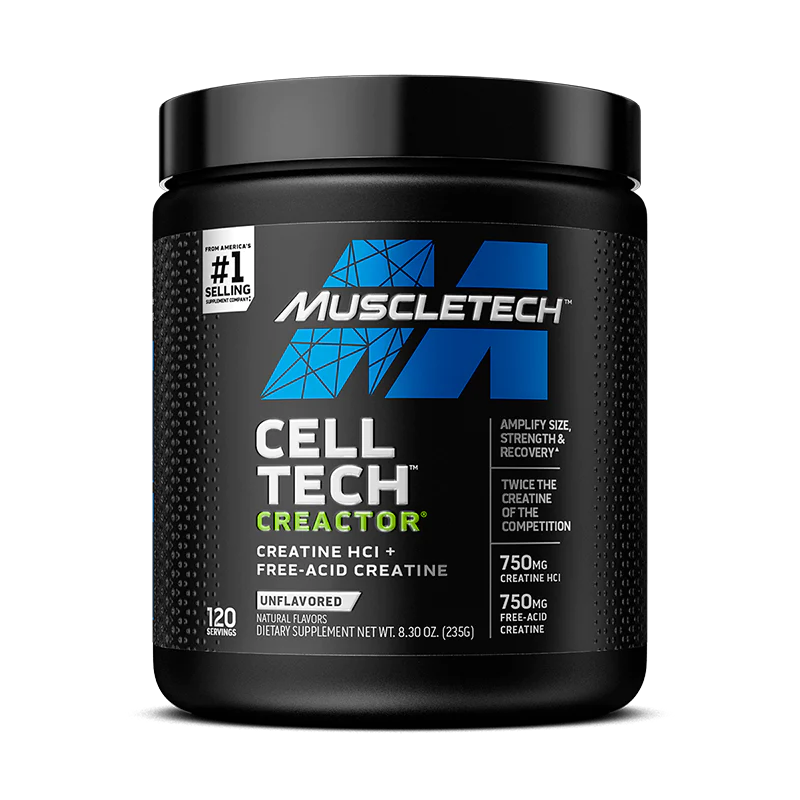 FROM AMERICA'S
#1
SELLING
SUPPLEMENT COMPANY‡
MUSCLETECH™
CELL
TECH™
CREACTOR®
CREATINE HCl +
FREE-ACID CREATINE
UNFLAVORED
NATURAL FLAVORS
DIETARY SUPPLEMENT NET WT. 8.30 OZ. (235G)
120
SERVINGS
AMPLIFY SIZE,
STRENGTH &
RECOVERY▲
TWICE THE
CREATINE
OF THE
COMPETITION
750MG
CREATINE HCl
750MG
FREE-ACID
CREATINE